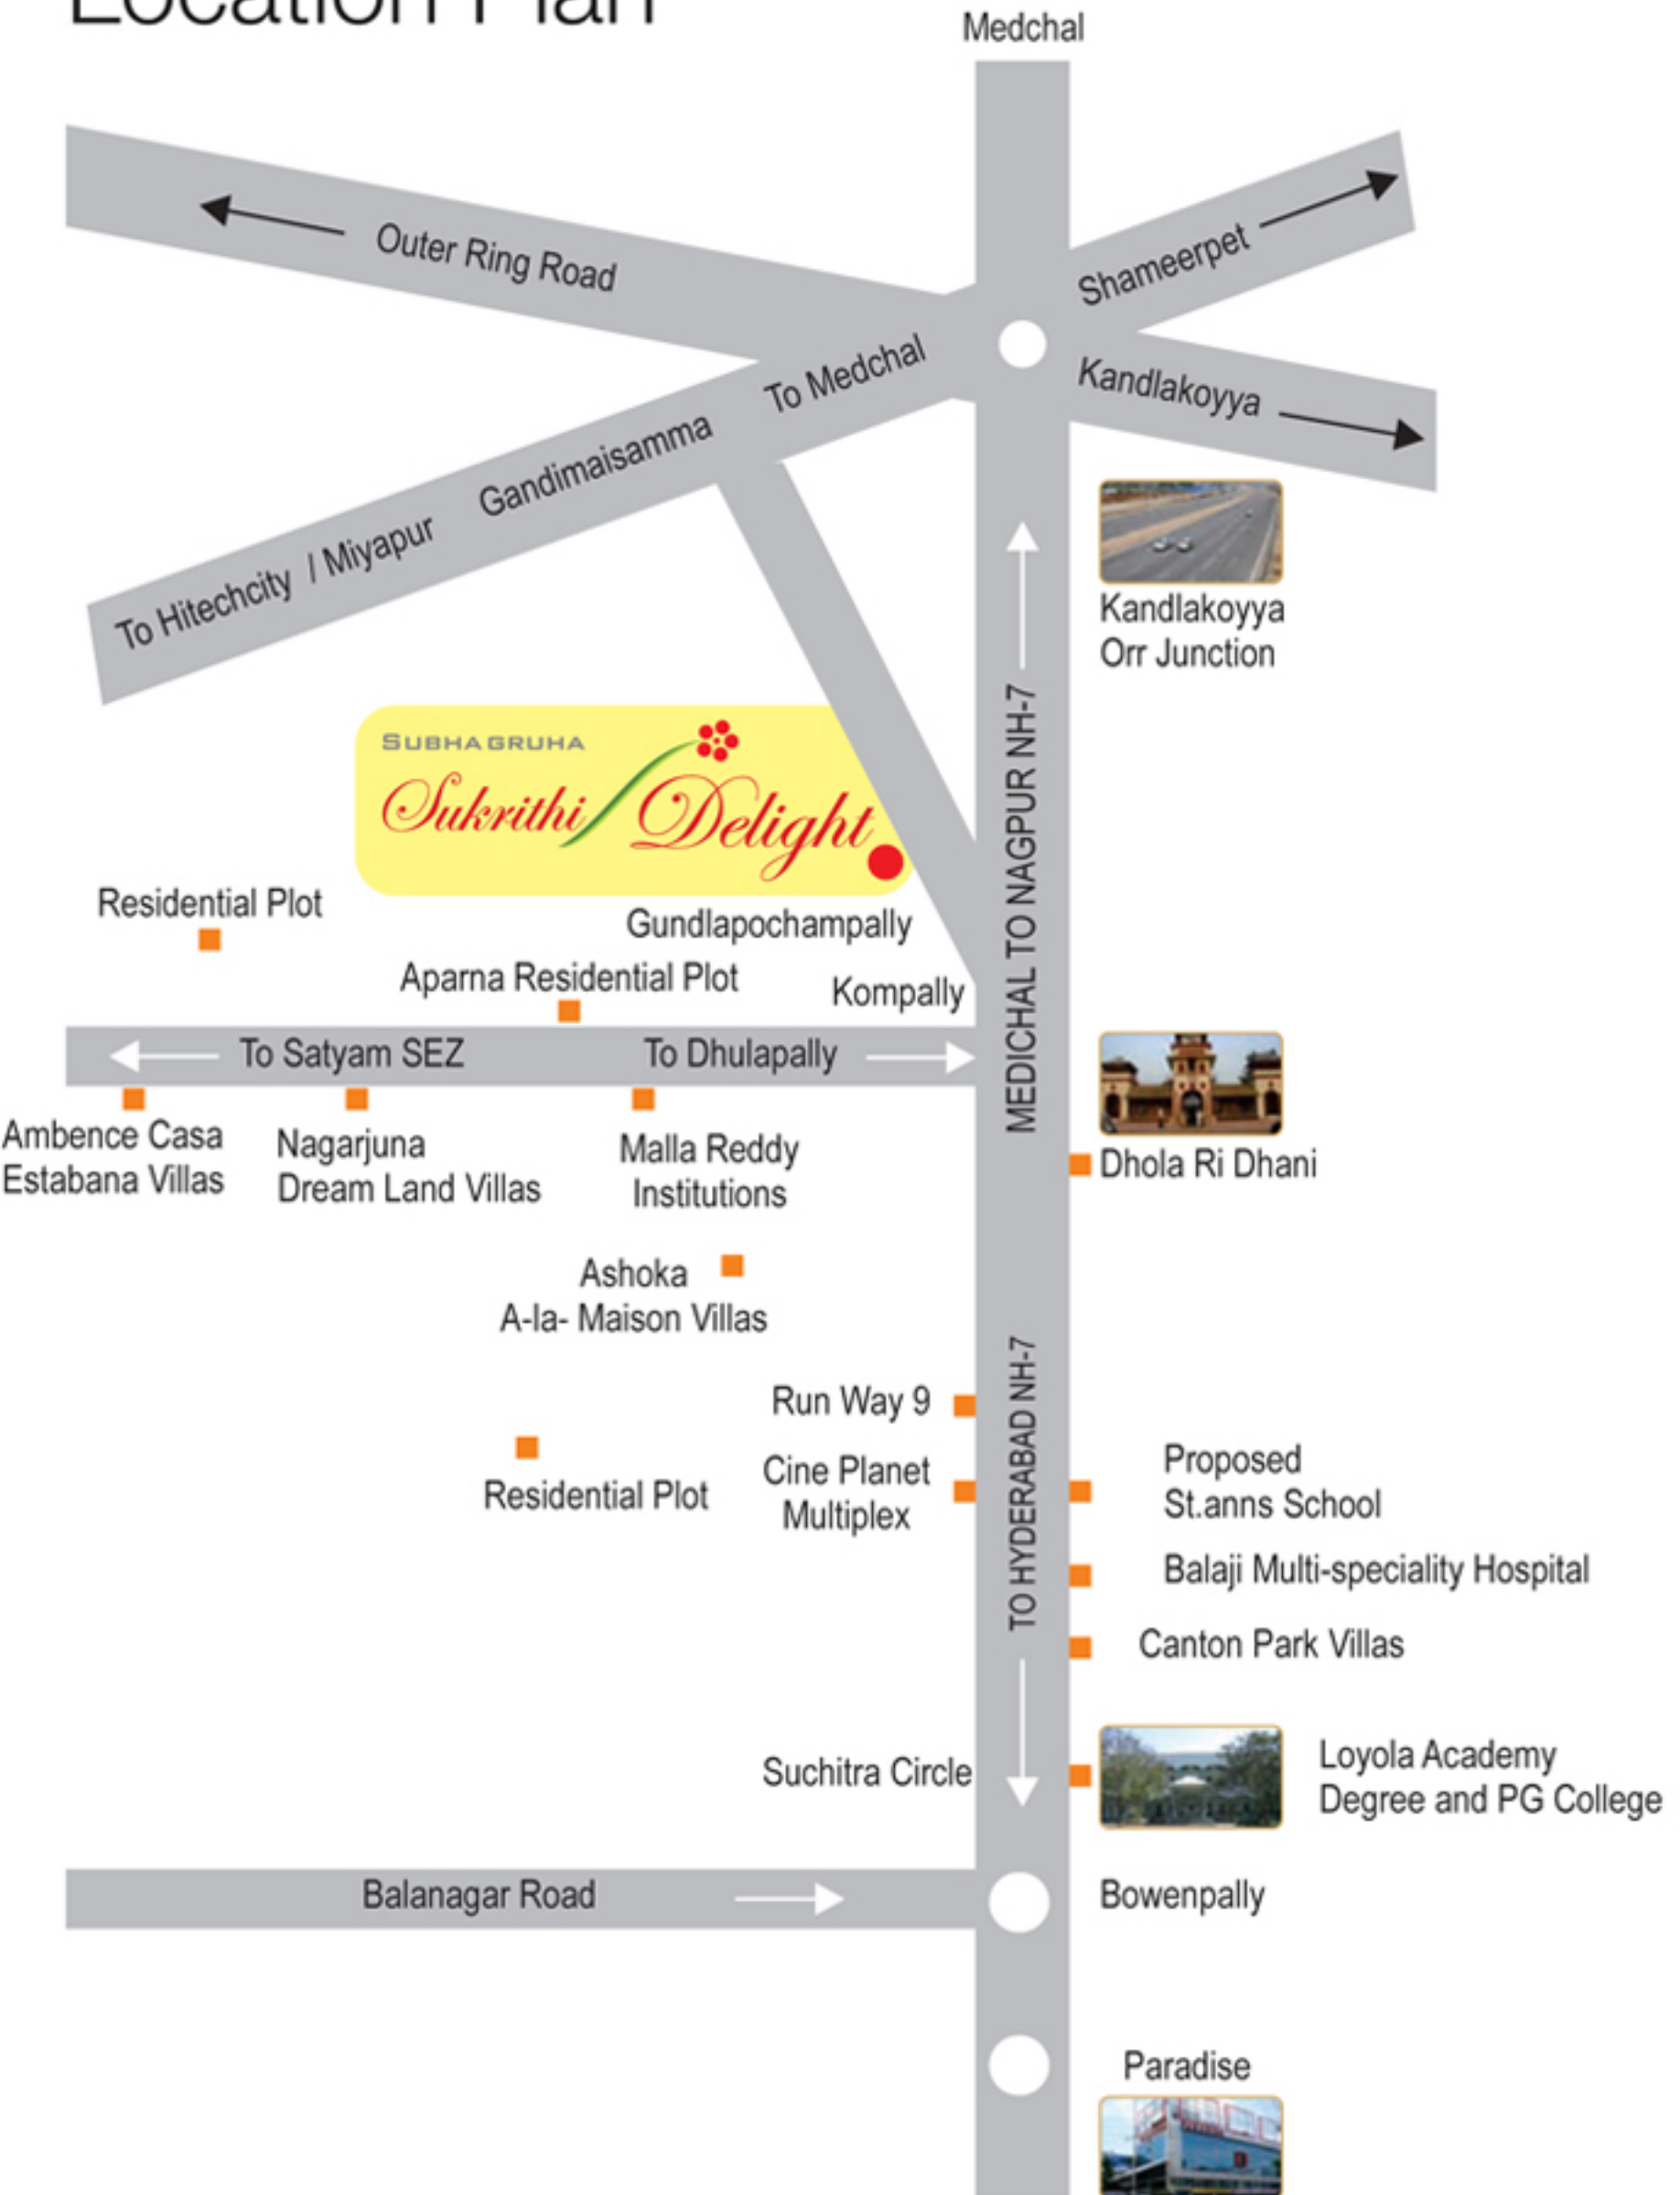 Location Plan
Medchal
Outer Ring Road
Shameerpet
To Medchal
Kandlakoyya
Gandimaisamma
To Hitechcity / Miyapur
Kandlakoyya
Orr Junction
MEDICHAL TO NAGPUR NH-7
SUBHAGRUHA
Sukrithi Delight
Residential Plot
Gundlapochampally
Aparna Residential Plot
Kompally
To Satyam SEZ
To Dhulapally
Ambence Casa
Estabana Villas
Nagarjuna
Dream Land Villas
Malla Reddy
Institutions
Dhola Ri Dhani
Ashoka
A-la- Maison Villas
TO HYDERABAD NH-7
Run Way 9
Residential Plot
Cine Planet
Multiplex
Proposed
St.anns School
Balaji Multi-speciality Hospital
Canton Park Villas
Suchitra Circle
Loyola Academy
Degree and PG College
Balanagar Road
Bowenpally
Paradise